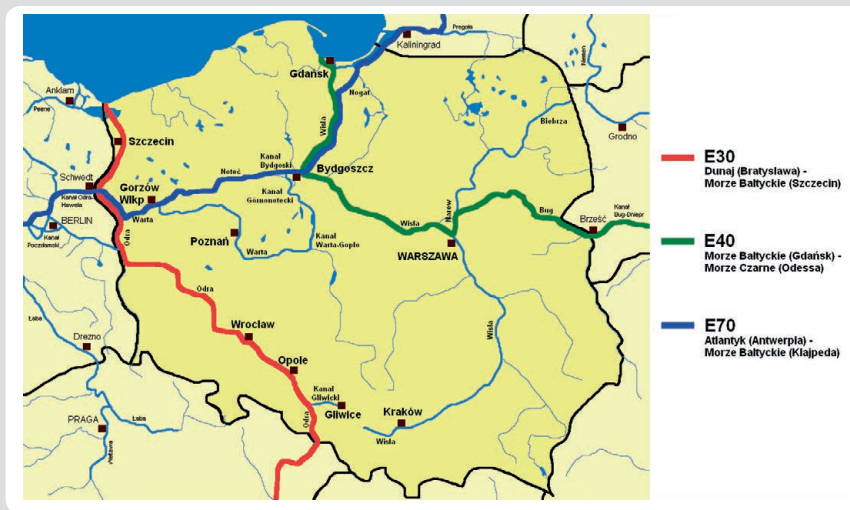 Pregoła
Kaliningrad
Gdańsk
Nogat
Niemen
Anklam
Peene
Wisła
Biebrza
Grodno
Szczecin
Kanał
Bydgoski
Bydgoszcz
Schwedt
Noteć
Gorzów
Wlkp
Kanał
Górnonotecki
Kanał Odra-
Hawela
Warta
BERLIN
Kanał
Poczdamski
Odra
Poznań
Warta
Kanał
Warta-Gopło
Wisła
Narew
WARSZAWA
Bug
Brześć
Kanał
Bug-Dniepr
Odra
Wrocław
Wisła
Łaba
Drezno
Opole
Kanał
Gliwicki
Gliwice
Odra
Kraków
Wisła
PRAGA
Łaba
E30
Dunaj (Bratysława) -
Morze Bałtyckie (Szczecin)
E40
Morze Bałtyckie (Gdańsk) -
Morze Czarne (Odessa)
E70
Atlantyk (Antwerpia) -
Morze Bałtyckie (Kłajpeda)